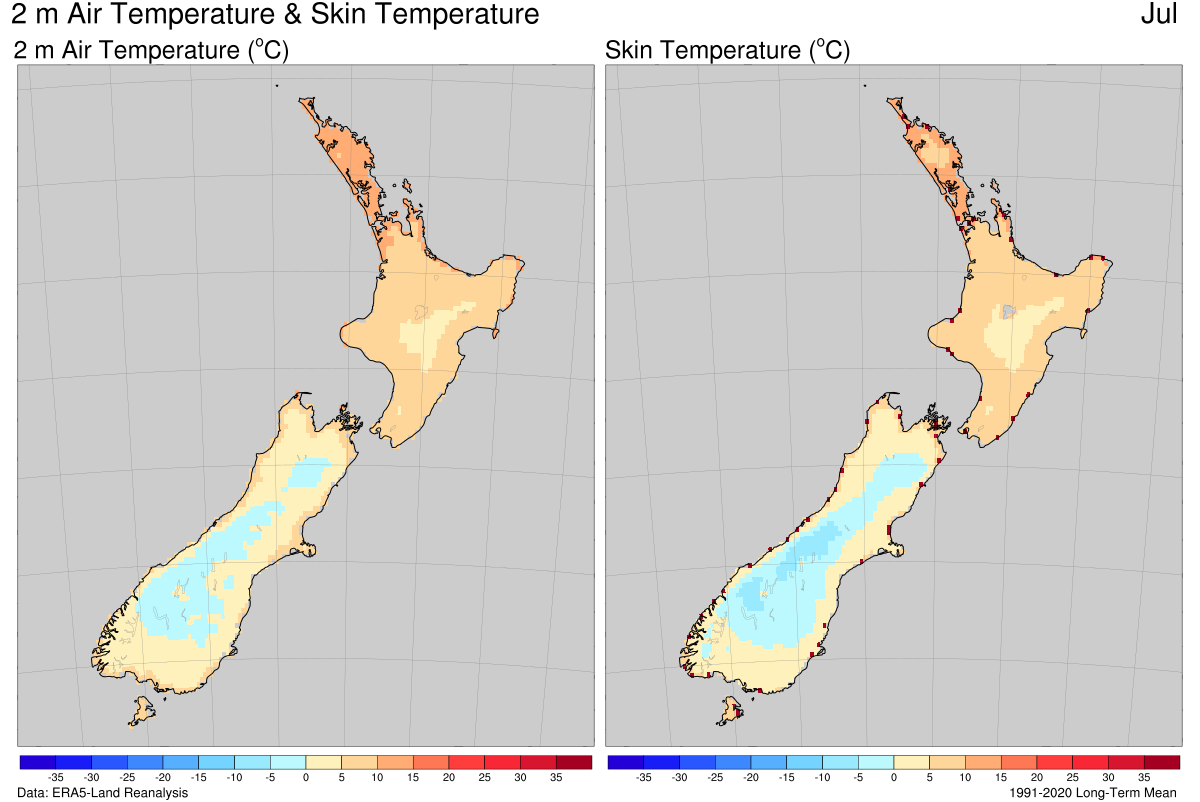 2 m Air Temperature & Skin Temperature Jul
2 m Air Temperature (°C) Skin Temperature (°C)
-35 -30 -25 -20 -15 -10 -5 0 5 10 15 20 25 30 35 -35 -30 -25 -20 -15 -10 -5 0 5 10 15 20 25 30 35
Data: ERA5-Land Reanalysis 1991-2020 Long-Term Mean